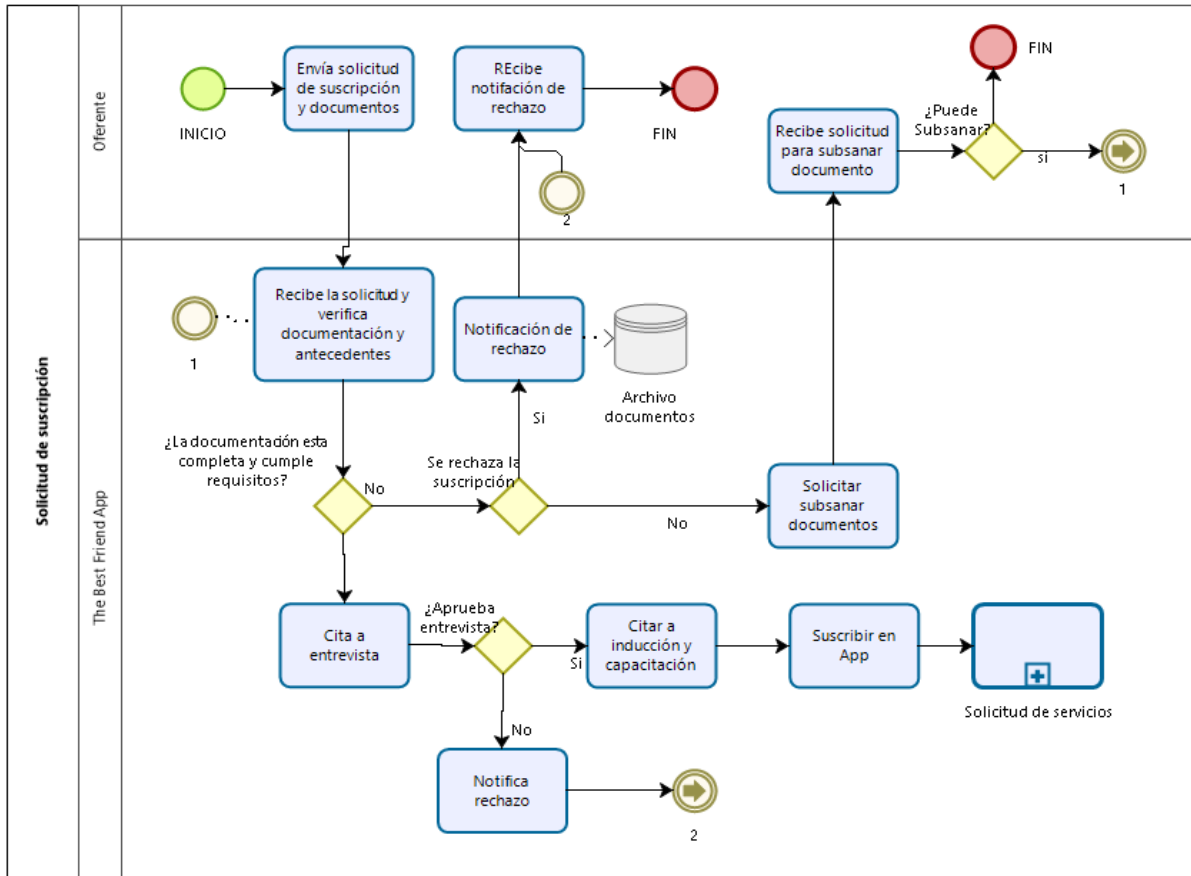 Solicitud de suscripción
Oferente
INICIO
Envía solicitud
de suscripción
y documentos
REcibe
notifación de
rechazo
FIN
2
Recibe solicitud
para subsanar
documento
¿Puede
Subsanar?
FIN
si
1
The Best Friend App
1
Recibe la solicitud y
verifica
documentación y
antecedentes
Notificación de
rechazo
Archivo
documentos
Si
¿La documentación esta
completa y cumple
requisitos?
No
Se rechaza la
suscripción
No
Solicitar
subsanar
documentos
Cita a
entrevista
¿Aprueba
entrevista?
Si
Citar a
inducción y
capacitación
Suscribir en
App
Solicitud de servicios
No
Notifica
rechazo
2